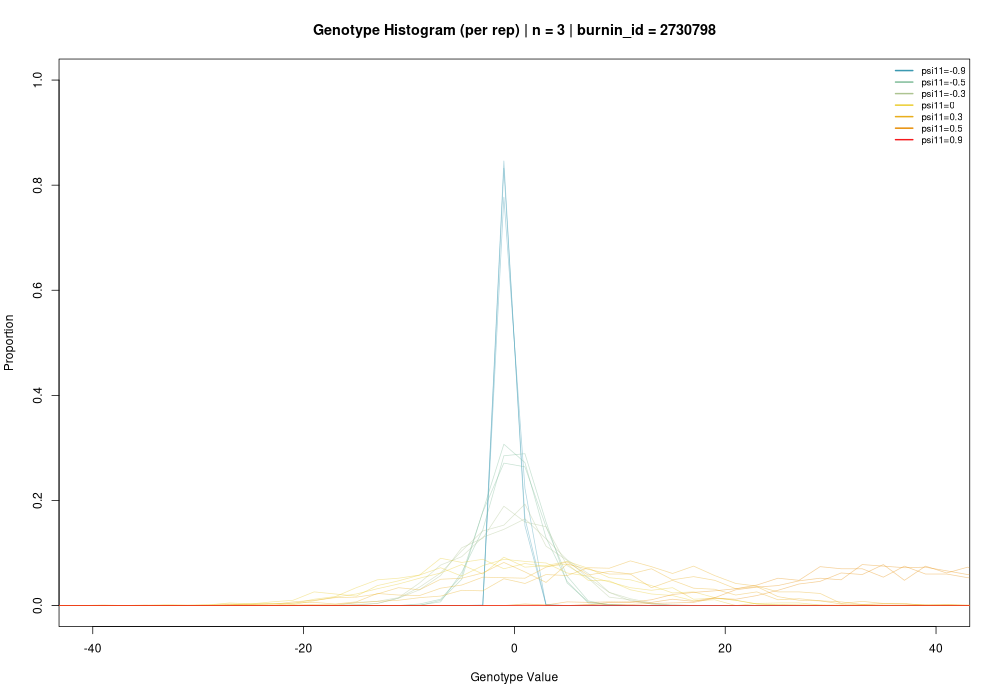 Genotype Histogram (per rep) | n = 3 | burnin_id = 2730798
psi11=-0.9
psi11=-0.5
psi11=-0.3
psi11=0
psi11=0.3
psi11=0.5
psi11=0.9
1.0
0.8
0.6
0.4
0.2
0.0
Proportion
-40
-20
0
20
40
Genotype Value